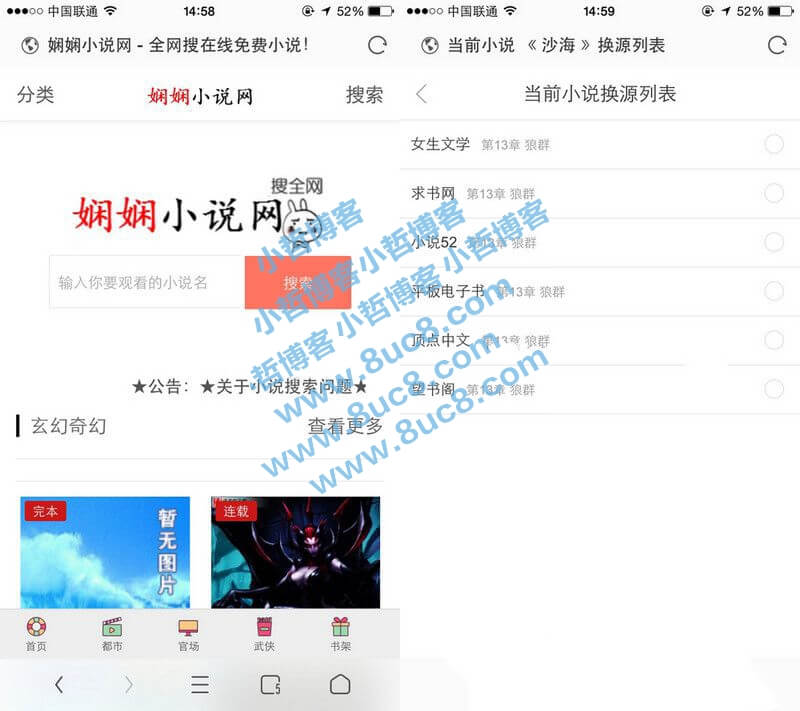 中国联通 14:58 52%
娴娴小说网 - 全网搜在线免费小说！
分类 娴娴小说网 搜索
搜全网
娴娴小说网
输入你要观看的小说名 搜索
★公告：★关于小说搜索问题★
玄幻奇幻 查看更多
完本
暂无图片
连载
首页 都市 官场 武侠 书架
5
中国联通 14:59 52%
当前小说 《 沙海 》 换源列表
当前小说换源列表
女生文学 第13章 狼群
求书网 第13章 狼群
小说52 第13章 狼群
平板电子书 第13章 狼群
顶点中文 第13章 狼群
望书阁 第13章 狼群
小哲博客
小哲博客小哲博客
小哲博客 小哲博客
哲博客 www.8uc8.com
www.8uc8.com
www.8uc8.com
www.8uc8.com